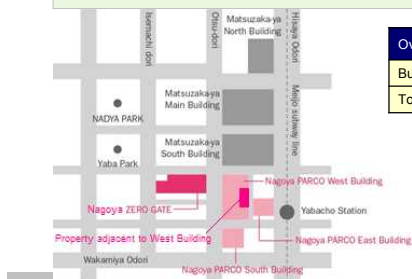 Isemachi dori
Otsu-dori
Matsuzaka-ya
North Building
Hisaya Odori
Ov
Bu
To
Matsuzaka-ya
Main Building
Meijo subway line
NADYA PARK
Matsuzaka-ya
South Building
Yaba Park
Nagoya PARCO West Building
Nagoya ZERO GATE
Yabacho Station
Property adjacent to West Building
Nagoya PARCO East Building
Wakamiya Odori
Nagoya PARCO South Building